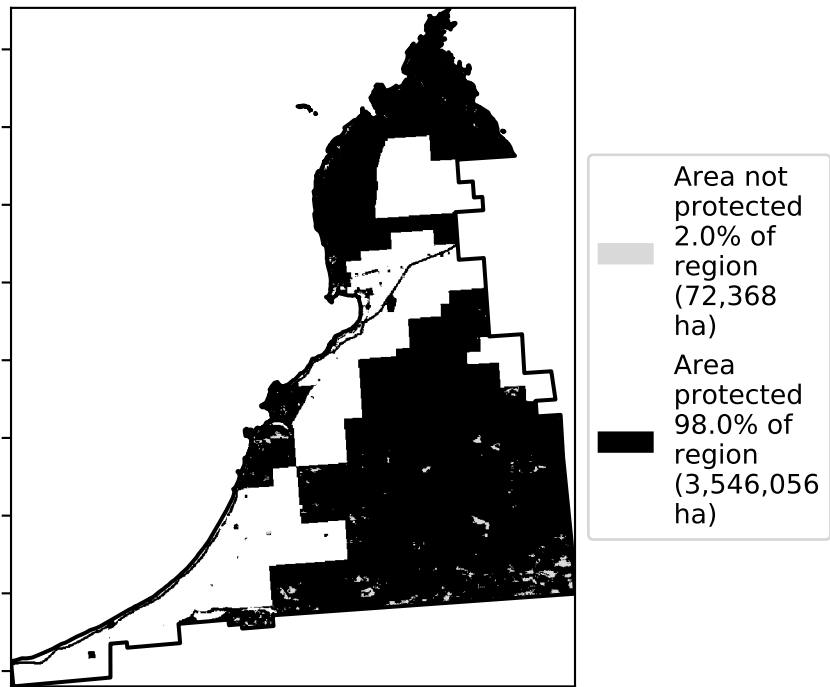 Area not
protected
2.0% of
region
(72,368
ha)
Area
protected
98.0% of
region
(3,546,056
ha)